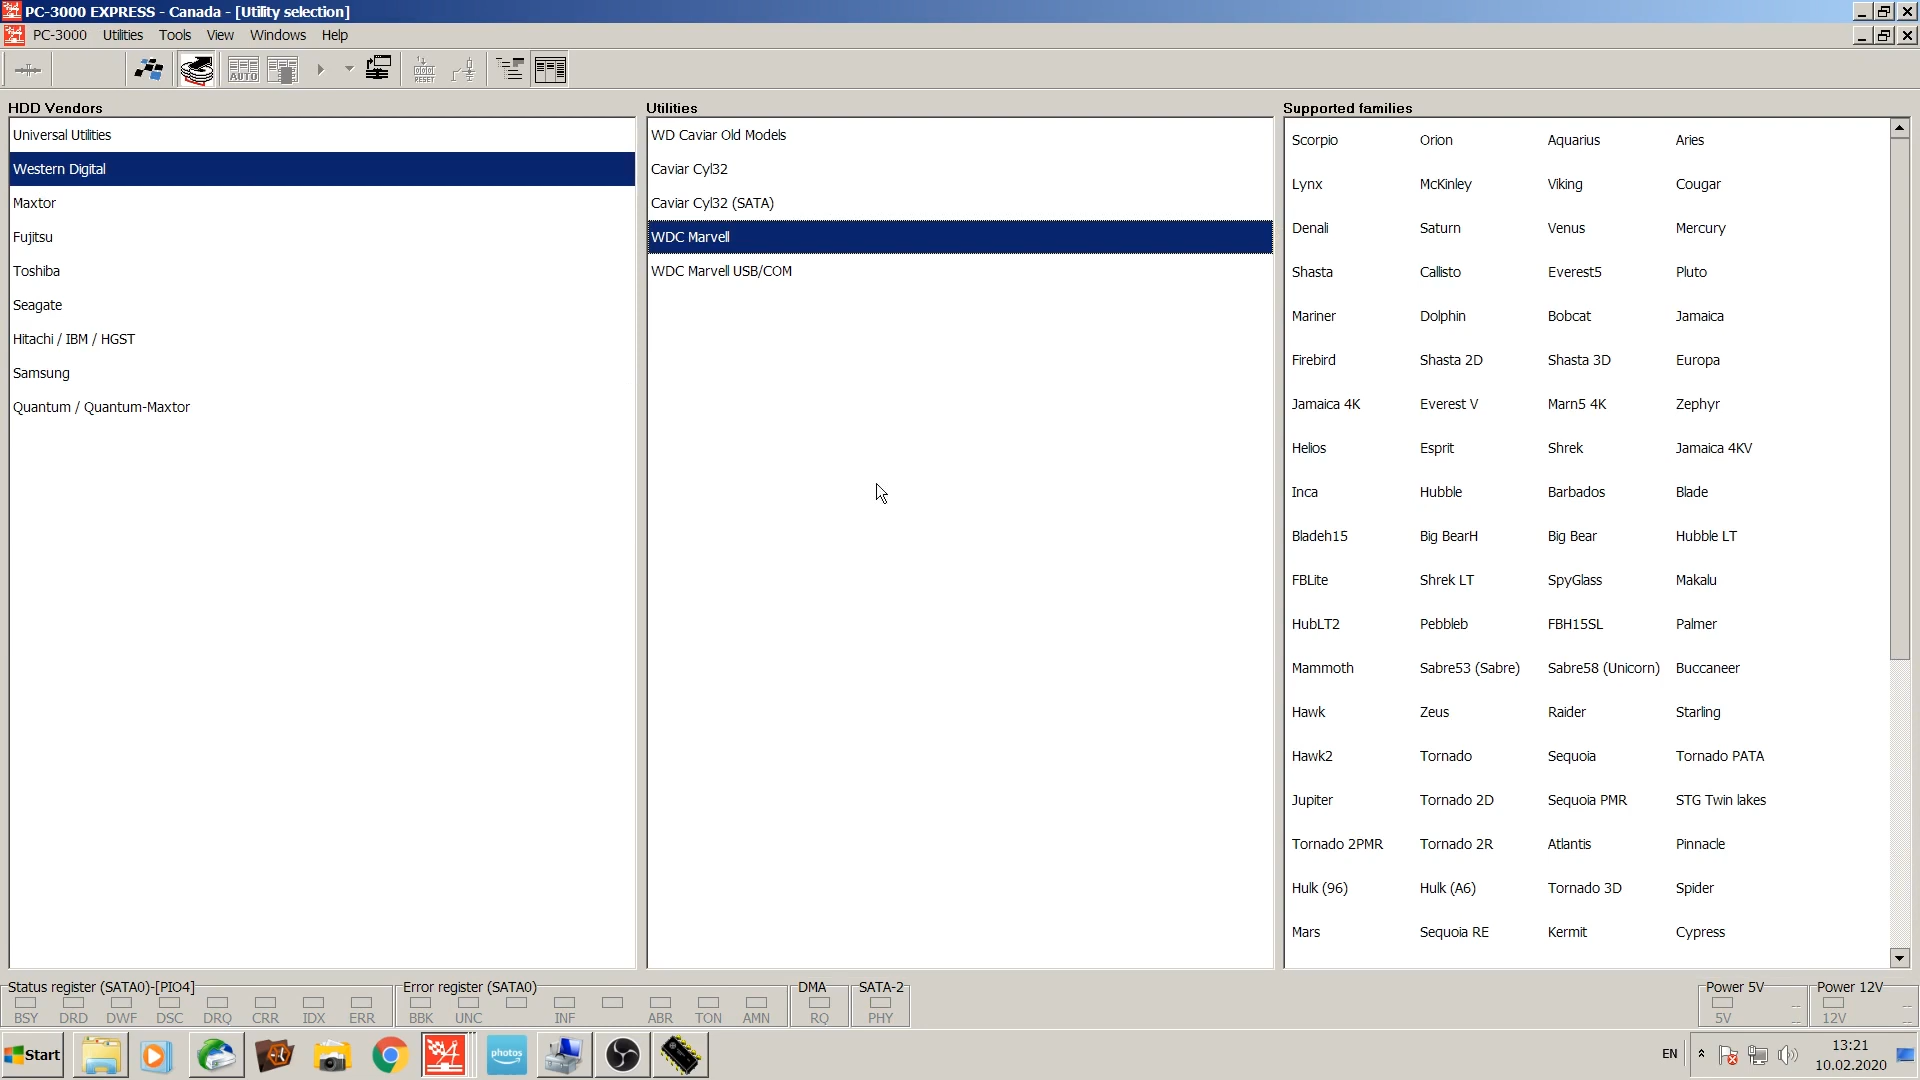 PC-3000 EXPRESS - Canada - [Utility selection]
PC-3000 Utilities Tools View Windows Help
AUTO RESET
HDD Vendors
Universal Utilities
Western Digital
Maxtor
Fujitsu
Toshiba
Seagate
Hitachi / IBM / HGST
Samsung
Quantum / Quantum-Maxtor
Utilities
WD Caviar Old Models
Caviar Cyl32
Caviar Cyl32 (SATA)
WDC Marvell
WDC Marvell USB/COM
Supported families
Scorpio Orion Aquarius Aries
Lynx McKinley Viking Cougar
Denali Saturn Venus Mercury
Shasta Callisto Everest5 Pluto
Mariner Dolphin Bobcat Jamaica
Firebird Shasta 2D Shasta 3D Europa
Jamaica 4K Everest V Marn5 4K Zephyr
Helios Esprit Shrek Jamaica 4KV
Inca Hubble Barbados Blade
Bladeh15 Big BearH Big Bear Hubble LT
FBLite Shrek LT SpyGlass Makalu
HubLT2 Pebbleb FBH15SL Palmer
Mammoth Sabre53 (Sabre) Sabre58 (Unicorn) Buccaneer
Hawk Zeus Raider Starling
Hawk2 Tornado Sequoia Tornado PATA
Jupiter Tornado 2D Sequoia PMR STG Twin lakes
Tornado 2PMR Tornado 2R Atlantis Pinnacle
Hulk (96) Hulk (A6) Tornado 3D Spider
Mars Sequoia RE Kermit Cypress
Status register (SATA0)-[PIO4] Error register (SATA0) DMA SATA-2 Power 5V Power 12V
BSY DRD DWF DSC DRQ CRR IDX ERR BBK UNC INF ABR TON AMN RQ PHY 5V -- 12V --
Start photos EN 13:21
10.02.2020